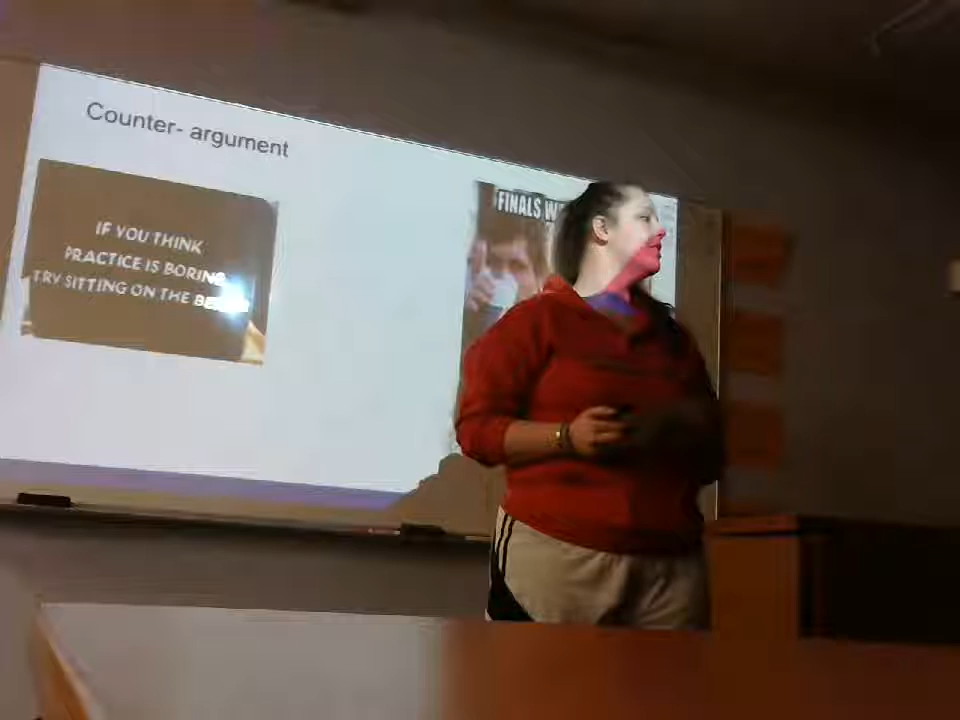 Counter- argument
IF YOU THINK
PRACTICE IS BORING
TRY SITTING ON THE
FINALS